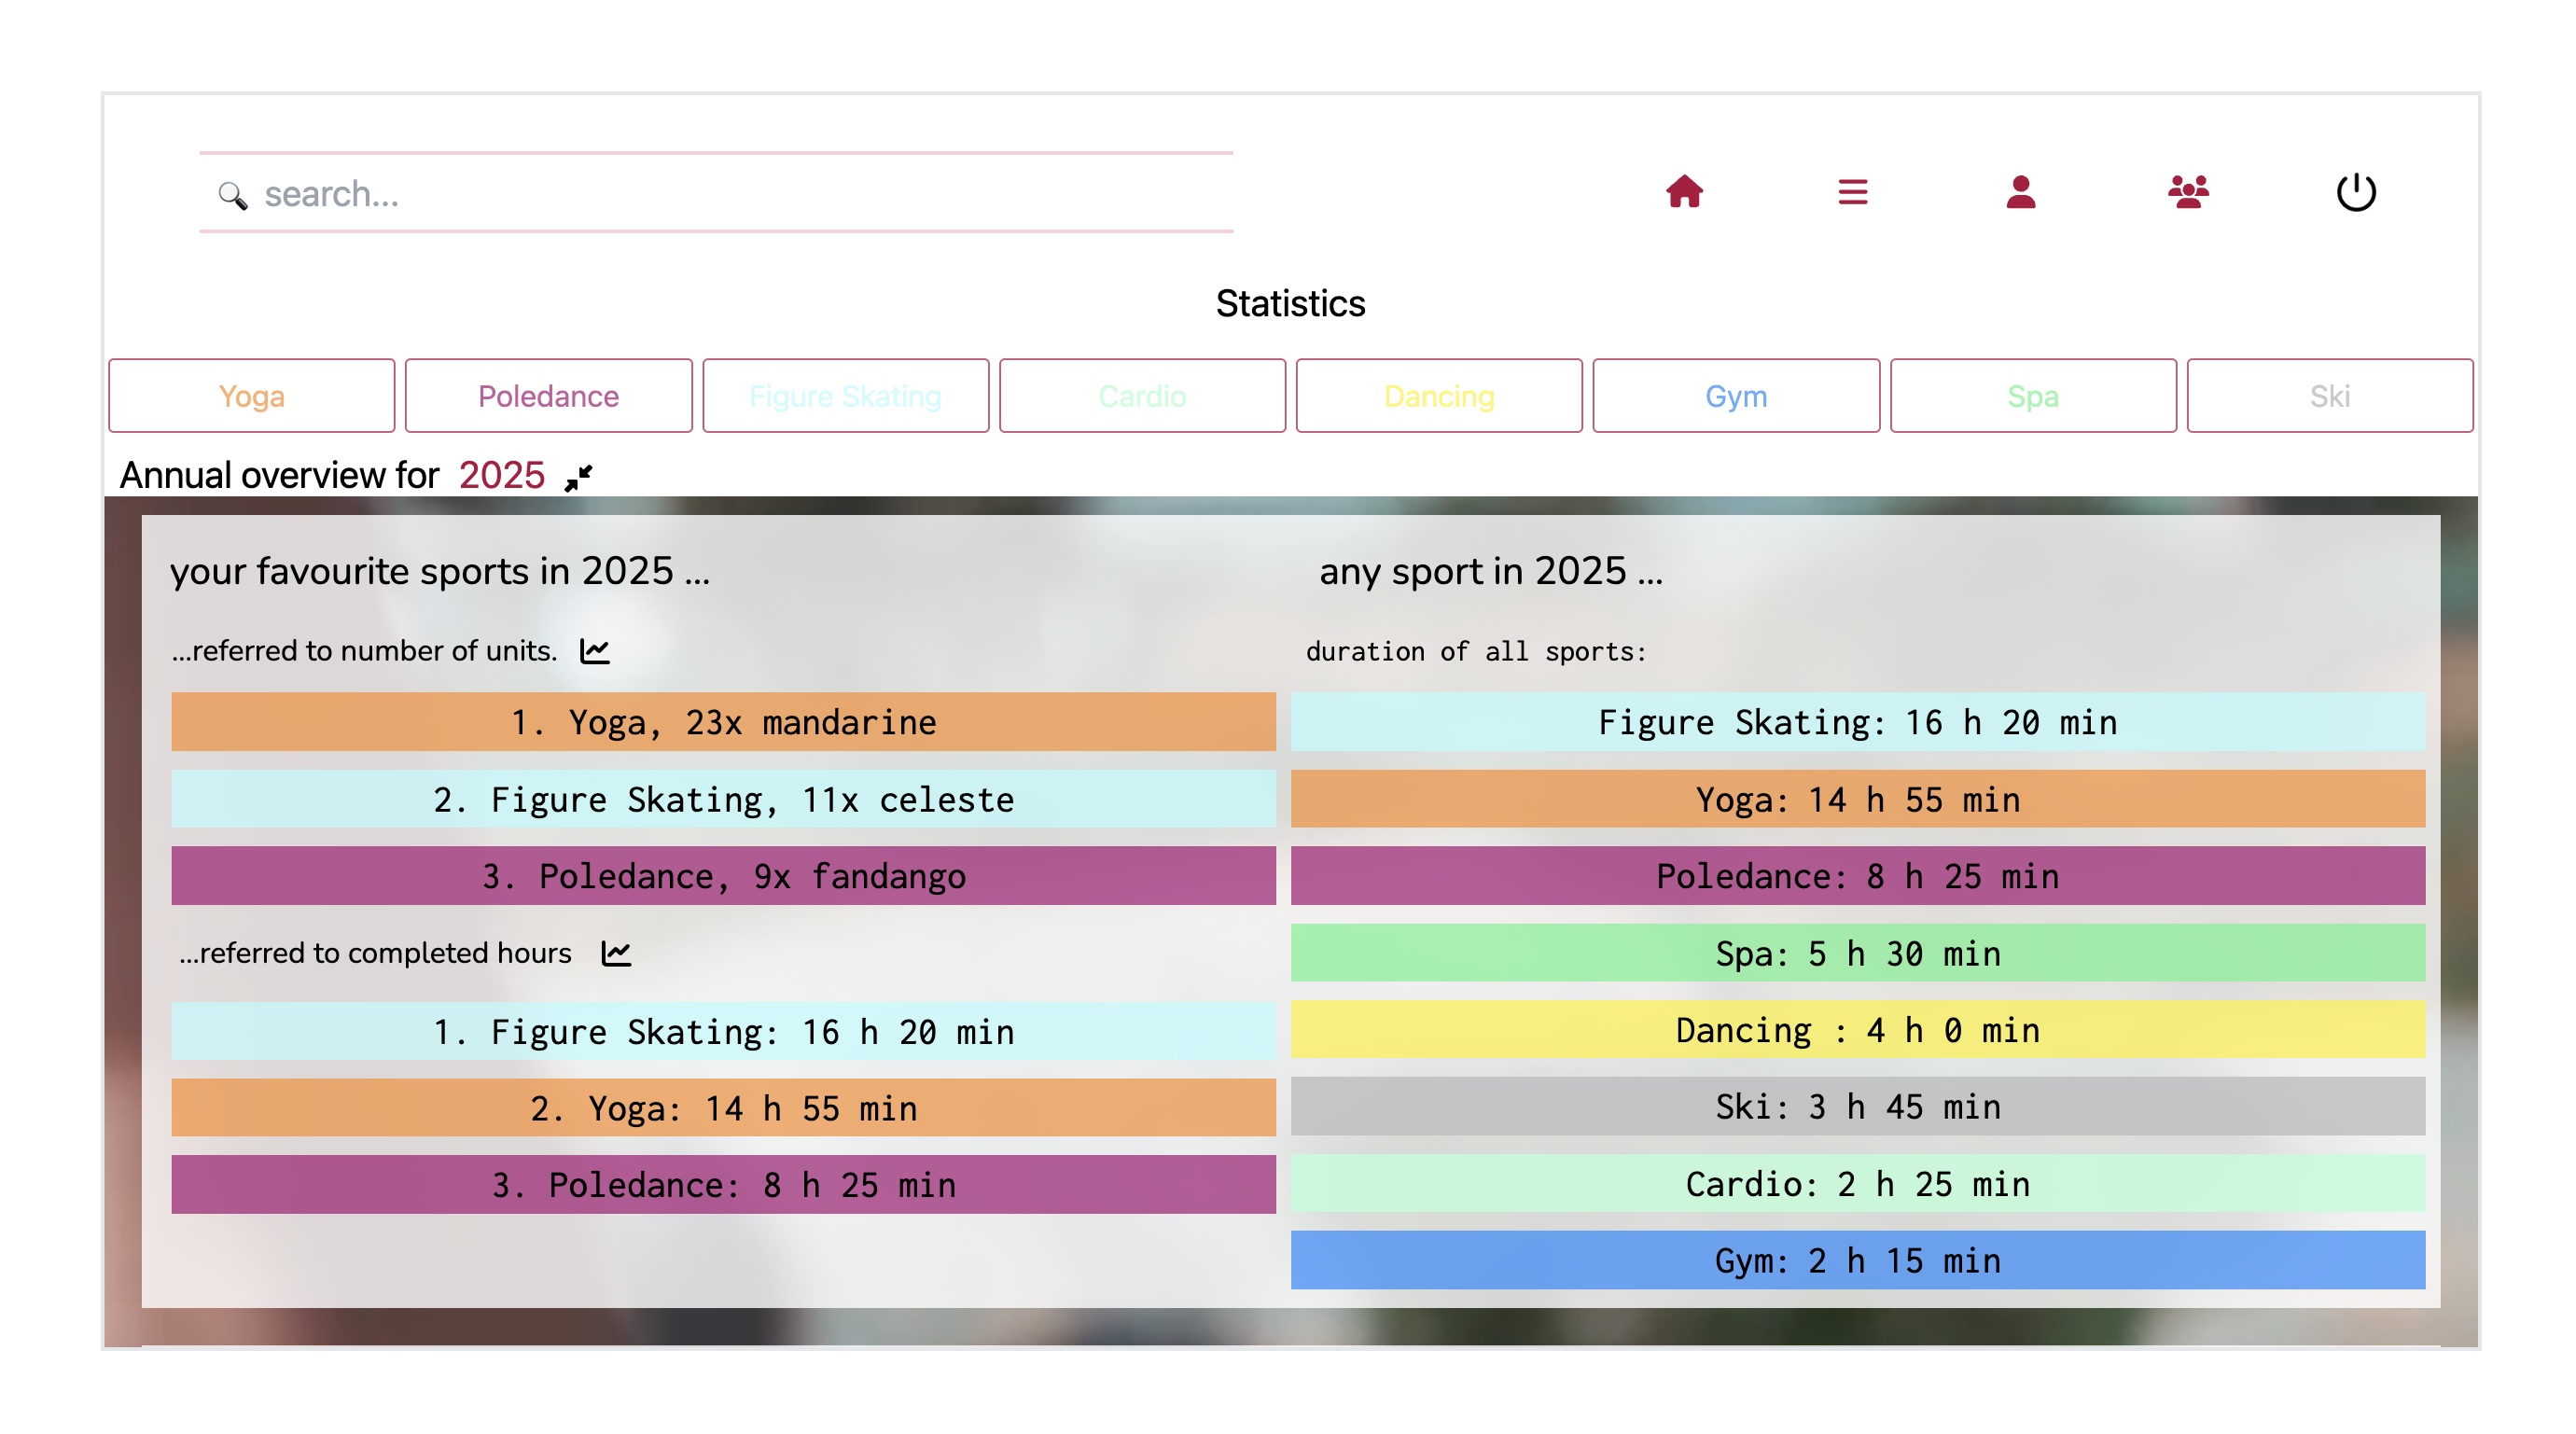 search...
Statistics
Yoga Poledance Figure Skating Cardio Dancing Gym Spa Ski
Annual overview for 2025
your favourite sports in 2025 ...
...referred to number of units.
1. Yoga, 23x mandarine
2. Figure Skating, 11x celeste
3. Poledance, 9x fandango
...referred to completed hours
1. Figure Skating: 16 h 20 min
2. Yoga: 14 h 55 min
3. Poledance: 8 h 25 min
any sport in 2025 ...
duration of all sports:
Figure Skating: 16 h 20 min
Yoga: 14 h 55 min
Poledance: 8 h 25 min
Spa: 5 h 30 min
Dancing : 4 h 0 min
Ski: 3 h 45 min
Cardio: 2 h 25 min
Gym: 2 h 15 min